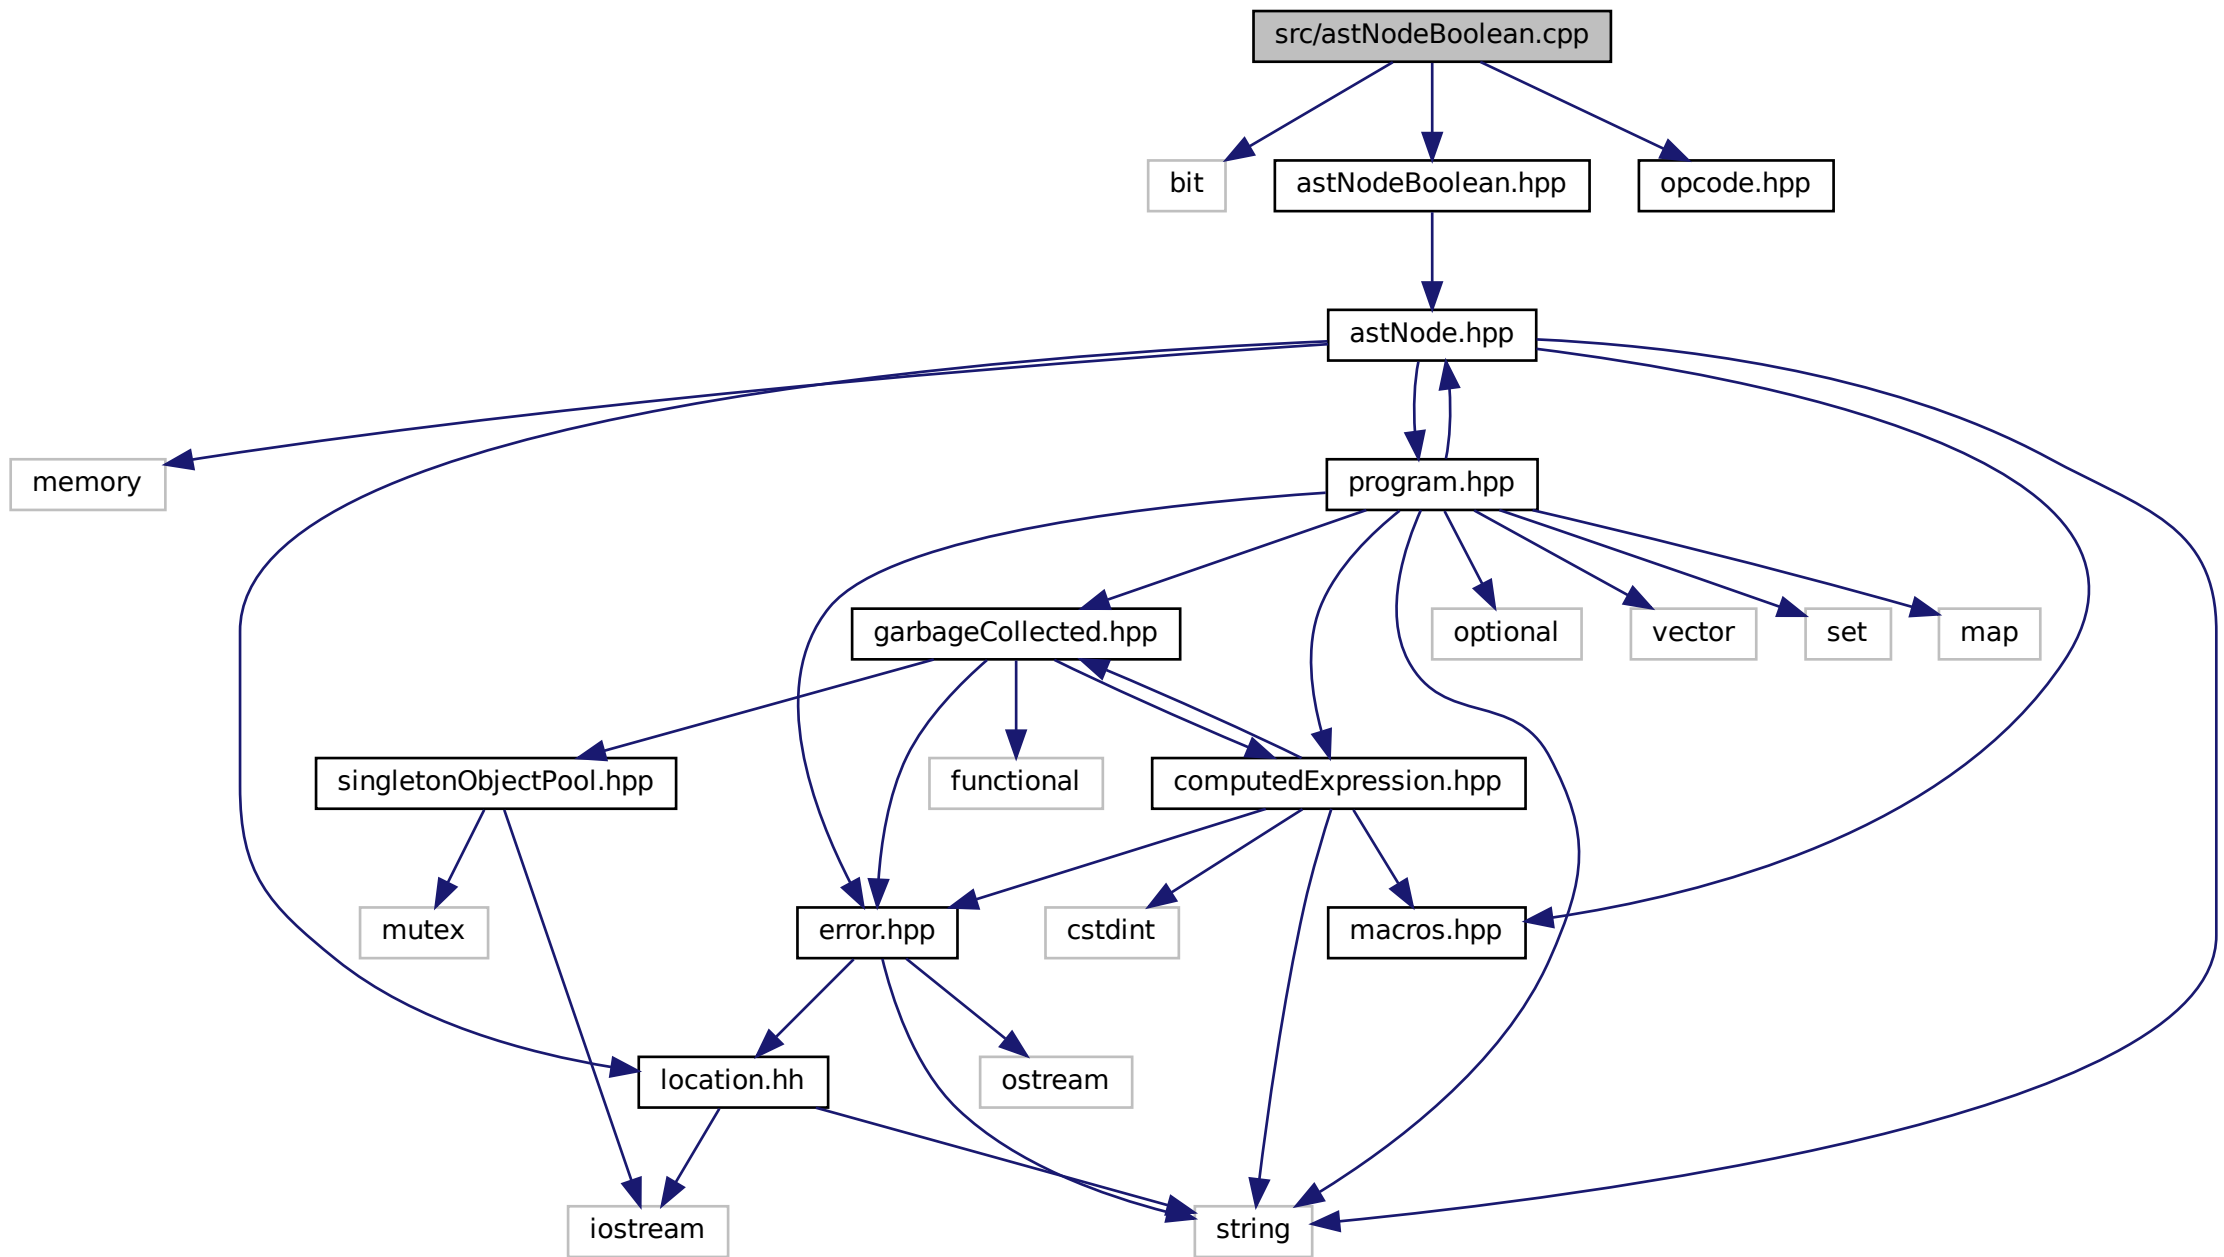 src/astNodeBoolean.cpp
bit
astNodeBoolean.hpp
opcode.hpp
astNode.hpp
memory
program.hpp
garbageCollected.hpp
optional
vector
set
map
singletonObjectPool.hpp
functional
computedExpression.hpp
mutex
error.hpp
cstdint
macros.hpp
location.hh
ostream
iostream
string